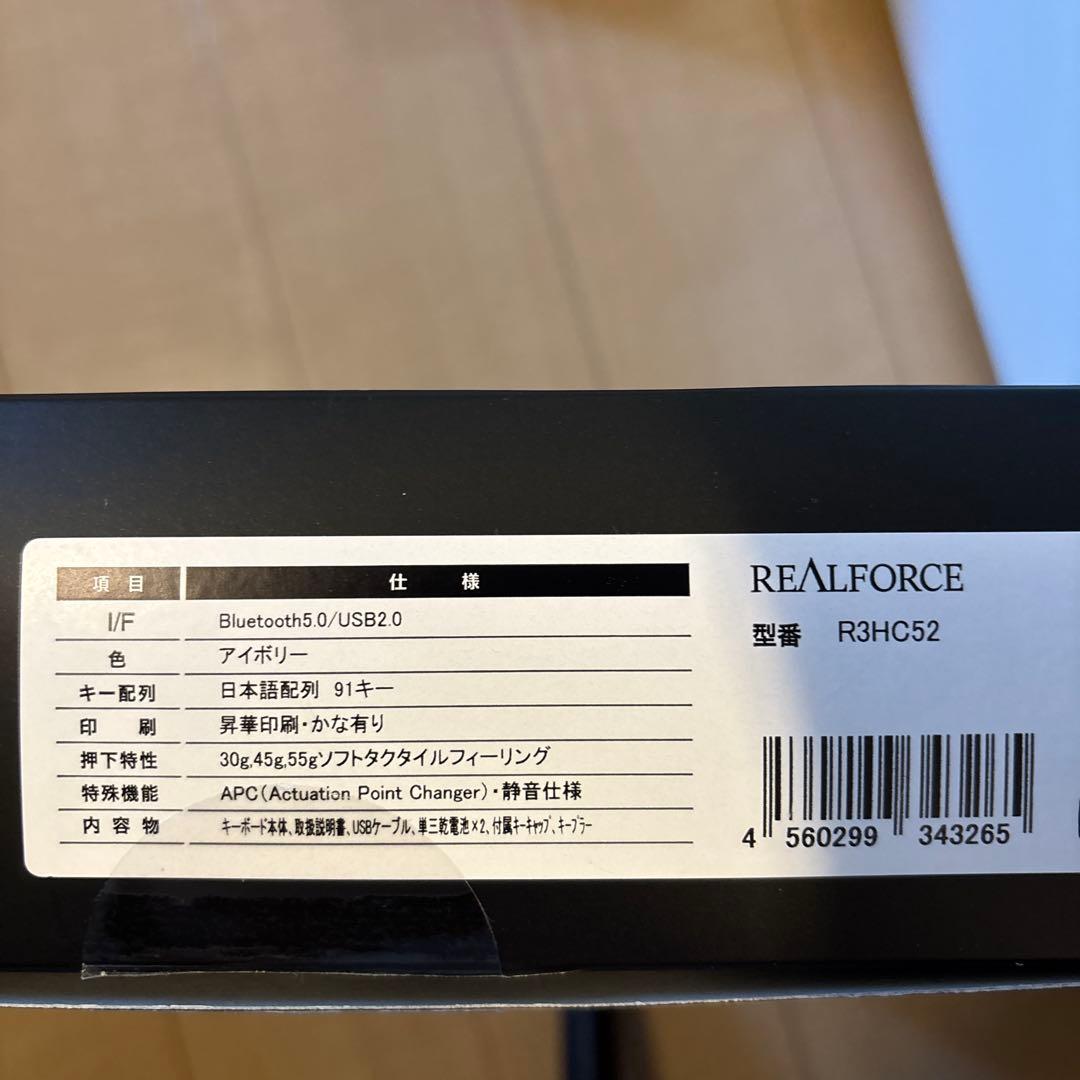 項目 仕様
I/F Bluetooth5.0/USB2.0
色 アイボリー
キー配列 日本語配列 91キー
印刷 昇華印刷・かな有り
押下特性 30g,45g,55gソフトタクタイルフィーリング
特殊機能 APC(Actuation Point Changer)・静音仕様
内容物 キーボード本体、取扱説明書、USBケーブル、単三乾電池×2、付属キーキャップ、キープラー
REALFORCE
型番 R3HC52
4 560299 343265